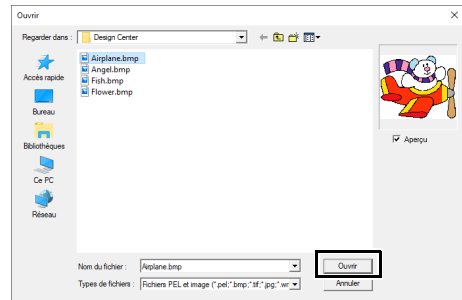 Ouvrir
Regarder dans :
Design Center
Accès rapide
Bureau
Bibliothèques
Ce PC
Réseau
Airplane.bmp
Angel.bmp
Fish.bmp
Flower.bmp
Aperçu
Nom du fichier :
Airplane.bmp
Ouvrir
Types de fichiers :
Fichiers PEL et image (*.pel;*.bmp;*.tif;*.jpg;*.wr
Annuler